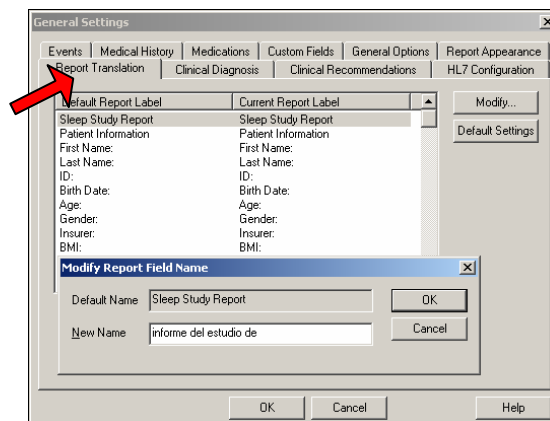 General Settings
Events Medical History Medications Custom Fields General Options Report Appearance
Report Translation Clinical Diagnosis Clinical Recommendations HL7 Configuration
Default Report Label Current Report Label Modify...
Sleep Study Report Sleep Study Report
Patient Information Patient Information Default Settings
First Name: First Name:
Last Name: Last Name:
ID: ID:
Birth Date: Birth Date:
Age: Age:
Gender: Gender:
Insurer: Insurer:
BMI: BMI:
Modify Report Field Name
Default Name Sleep Study Report OK
New Name informe del estudio de Cancel
OK Cancel Help